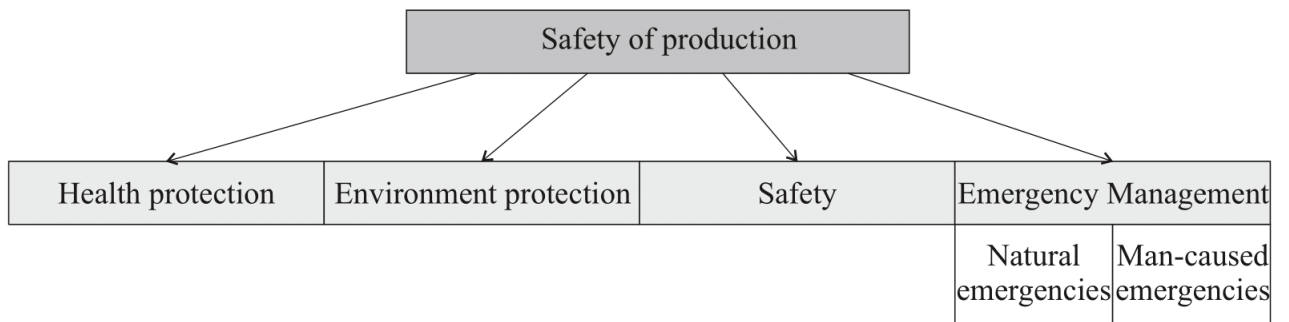 Safety of production
Health protection
Environment protection
Safety
Emergency Management
Natural
emergencies
Man-caused
emergencies